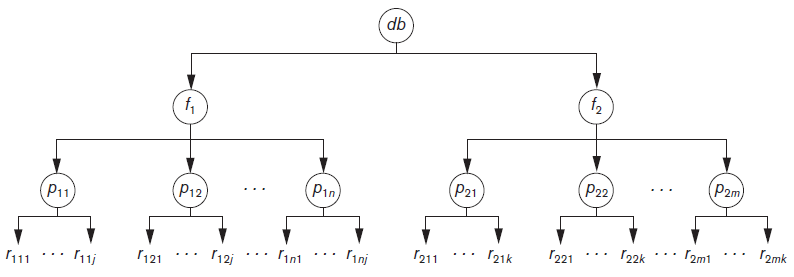 db
f1 f2
p11 p12 ... p1n p21 p22 ... p2m
r111 ... r11j r121 ... r12j ... r1n1 ... r1nj r211 ... r21k r221 ... r22k ... r2m1 ... r2mk